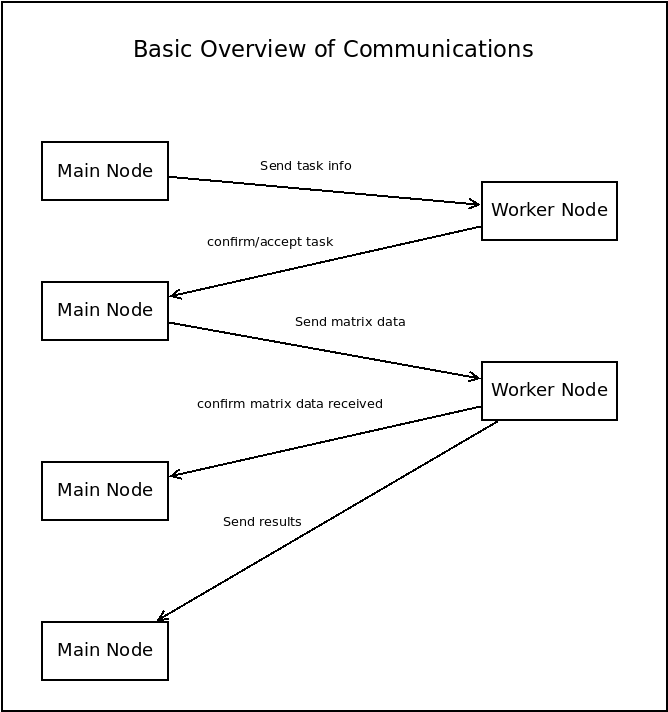 Basic Overview of Communications
Main Node
Send task info
Worker Node
confirm/accept task
Main Node
Send matrix data
Worker Node
confirm matrix data received
Main Node
Send results
Main Node